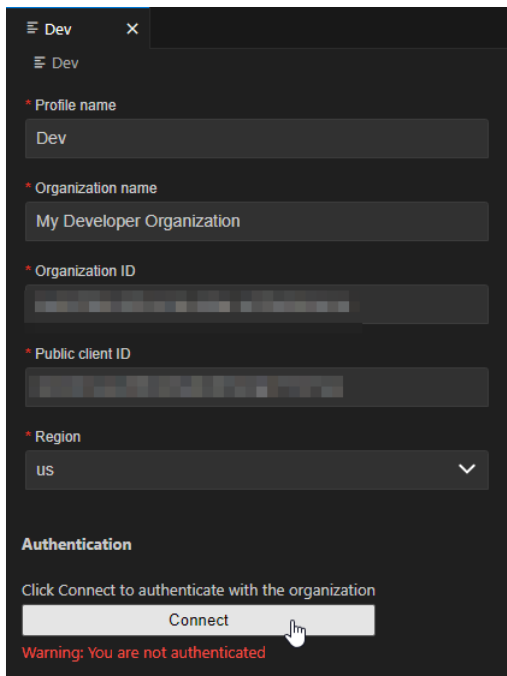 Dev
Dev
* Profile name
Dev
* Organization name
My Developer Organization
* Organization ID
* Public client ID
* Region
us
Authentication
Click Connect to authenticate with the organization
Connect
Warning: You are not authenticated